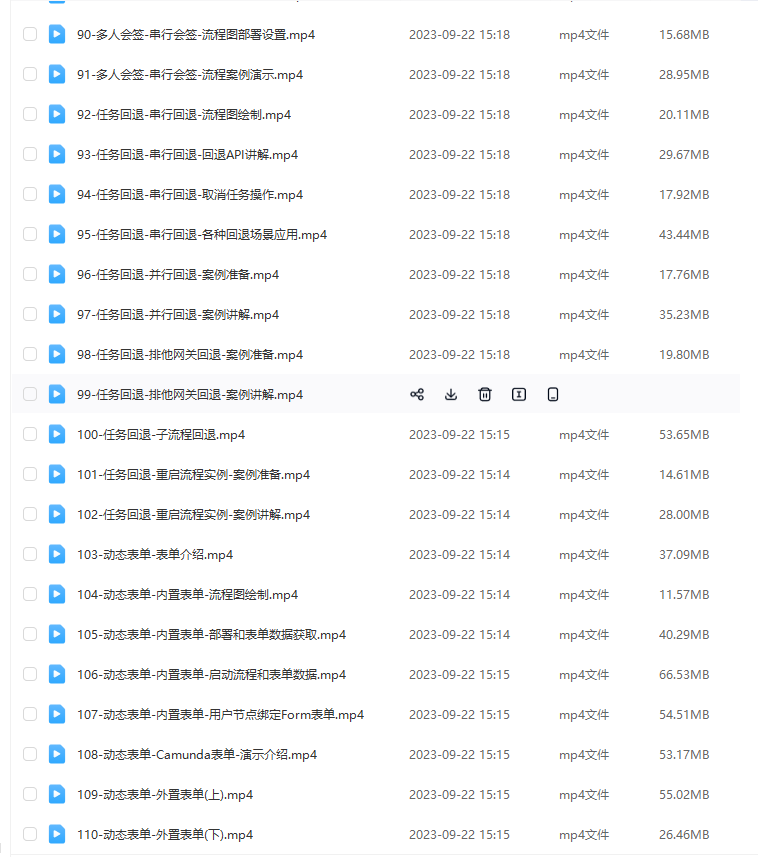 90-多人会签-串行会签-流程图部署设置.mp4 2023-09-22 15:18 mp4文件 15.68MB
91-多人会签-串行会签-流程案例演示.mp4 2023-09-22 15:18 mp4文件 28.95MB
92-任务回退-串行回退-流程图绘制.mp4 2023-09-22 15:18 mp4文件 20.11MB
93-任务回退-串行回退-回退API讲解.mp4 2023-09-22 15:18 mp4文件 29.67MB
94-任务回退-串行回退-取消任务操作.mp4 2023-09-22 15:18 mp4文件 17.92MB
95-任务回退-串行回退-各种回退场景应用.mp4 2023-09-22 15:18 mp4文件 43.44MB
96-任务回退-并行回退-案例准备.mp4 2023-09-22 15:18 mp4文件 17.76MB
97-任务回退-并行回退-案例讲解.mp4 2023-09-22 15:18 mp4文件 35.23MB
98-任务回退-排他网关回退-案例准备.mp4 2023-09-22 15:18 mp4文件 19.80MB
99-任务回退-排他网关回退-案例讲解.mp4
100-任务回退-子流程回退.mp4 2023-09-22 15:15 mp4文件 53.65MB
101-任务回退-重启流程实例-案例准备.mp4 2023-09-22 15:14 mp4文件 14.61MB
102-任务回退-重启流程实例-案例讲解.mp4 2023-09-22 15:14 mp4文件 28.00MB
103-动态表单-表单介绍.mp4 2023-09-22 15:14 mp4文件 37.09MB
104-动态表单-内置表单-流程图绘制.mp4 2023-09-22 15:14 mp4文件 11.57MB
105-动态表单-内置表单-部署和表单数据获取.mp4 2023-09-22 15:14 mp4文件 40.29MB
106-动态表单-内置表单-启动流程和表单数据.mp4 2023-09-22 15:15 mp4文件 66.53MB
107-动态表单-内置表单-用户节点绑定Form表单.mp4 2023-09-22 15:15 mp4文件 54.51MB
108-动态表单-Camunda表单-演示介绍.mp4 2023-09-22 15:15 mp4文件 53.17MB
109-动态表单-外置表单(上).mp4 2023-09-22 15:15 mp4文件 55.02MB
110-动态表单-外置表单(下).mp4 2023-09-22 15:15 mp4文件 26.46MB